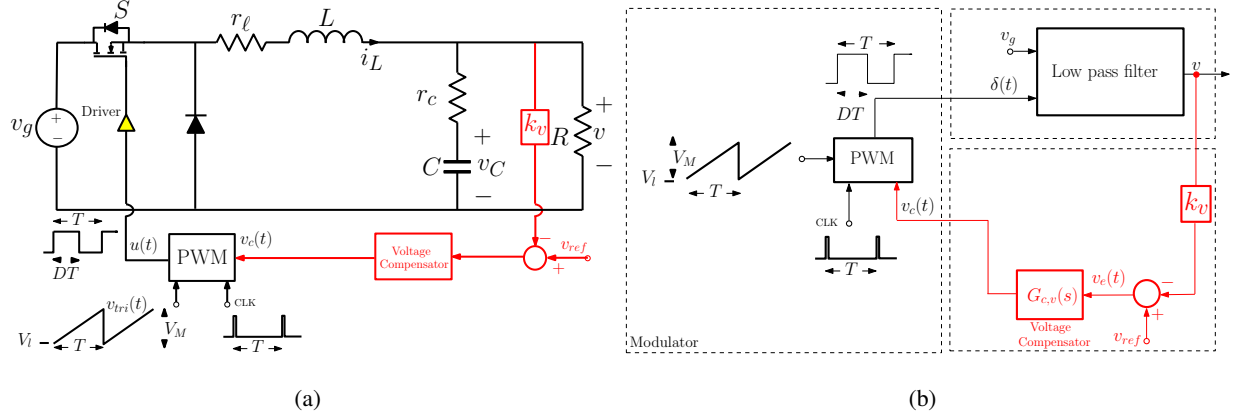 S
r_ℓ
L
i_L
Driver
v_g
+
−
r_c
k_v
R
+
v
−
C
+
v_C
−
T
DT
u(t)
PWM
v_c(t)
Voltage
Compensator
−
+
v_ref
CLK
v_tri(t)
V_M
V_l
T
T
(a)
T
DT
v_g
Low pass filter
v
δ(t)
V_M
V_l
T
PWM
CLK
T
v_c(t)
k_v
G_{c,v}(s)
v_e(t)
−
+
Voltage
Compensator
v_ref
Modulator
(b)